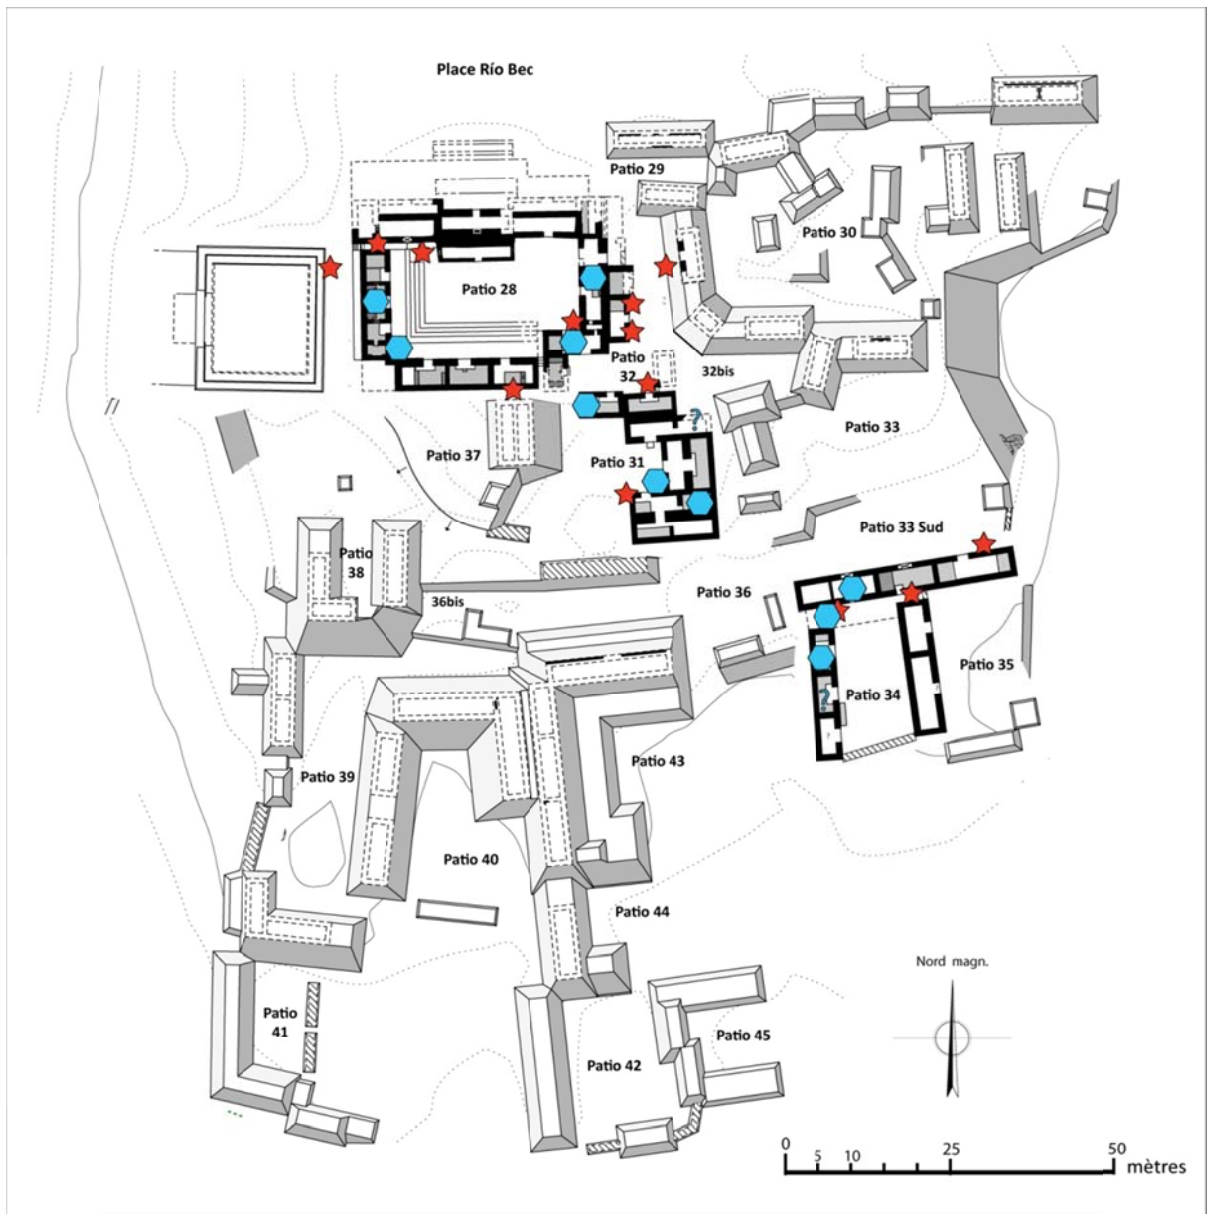 Place Río Bec
Patio 29
Patio 30
Patio 28
Patio
32
32bis
Patio 33
Patio 37
Patio 31
?
Patio 33 Sud
Patio
38
36bis
Patio 36
Patio 35
Patio 34
?
Patio 39
Patio 43
Patio 40
Patio 44
Nord magn.
Patio
41
Patio 45
Patio 42
0
5
10
25
50
mètres